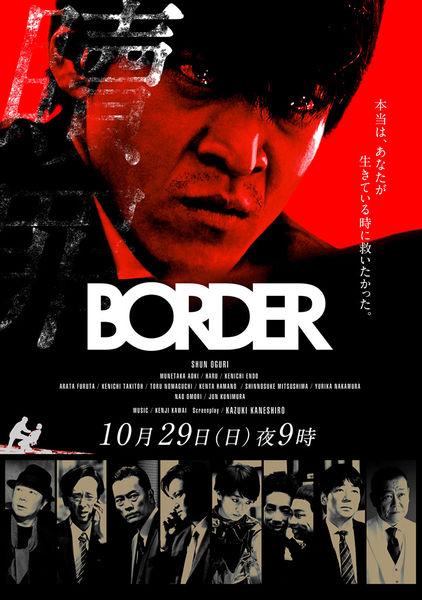 贖罪
本当は、あなたが
生きている時に救いたかった。
BORDER
SHUN OGURI
MUNETAKA AOKI / HARU / KENICHI ENDO
ARATA FURUTA / KENICHI TAKITOH / TORU NOMAGUCHI / KENTA HAMANO / SHINNOSUKE MITSUSHIMA / YURIKA NAKAMURA
NAO OMORI / JUN KUNIMURA
MUSIC / KENJI KAWAI Screenplay / KAZUKI KANESHIRO
10月29日(日)夜9時